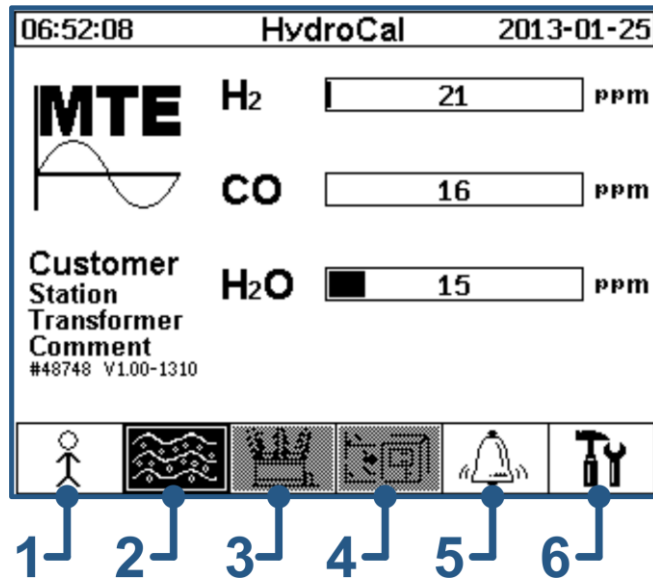 06:52:08 HydroCal 2013-01-25
MTE
H₂ 21 ppm
CO 16 ppm
H₂O 15 ppm
Customer
Station
Transformer
Comment
#48748 V1.00-1310
1 2 3 4 5 6